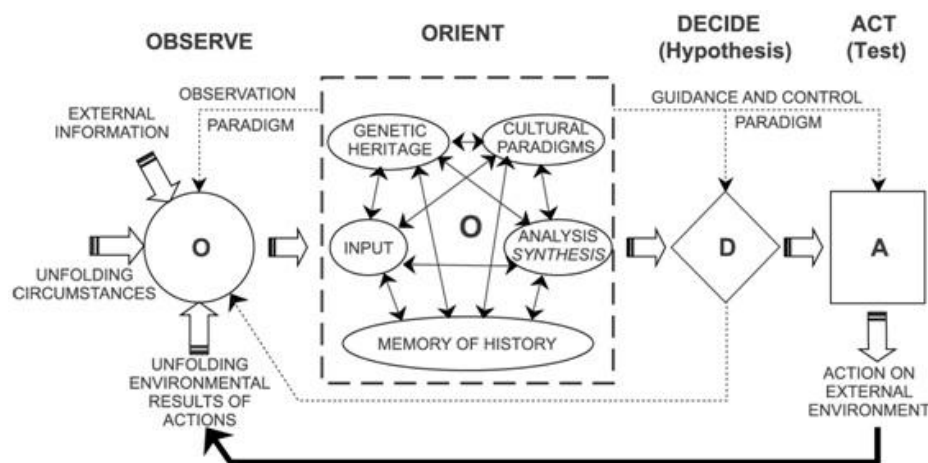 OBSERVE
ORIENT
DECIDE
(Hypothesis)
ACT
(Test)
EXTERNAL
INFORMATION
OBSERVATION
PARADIGM
GENETIC
HERITAGE
CULTURAL
PARADIGMS
GUIDANCE AND CONTROL
PARADIGM
UNFOLDING
CIRCUMSTANCES
O
INPUT
O
ANALYSIS
SYNTHESIS
MEMORY OF HISTORY
D
A
UNFOLDING
ENVIRONMENTAL
RESULTS OF
ACTIONS
ACTION ON
EXTERNAL
ENVIRONMENT